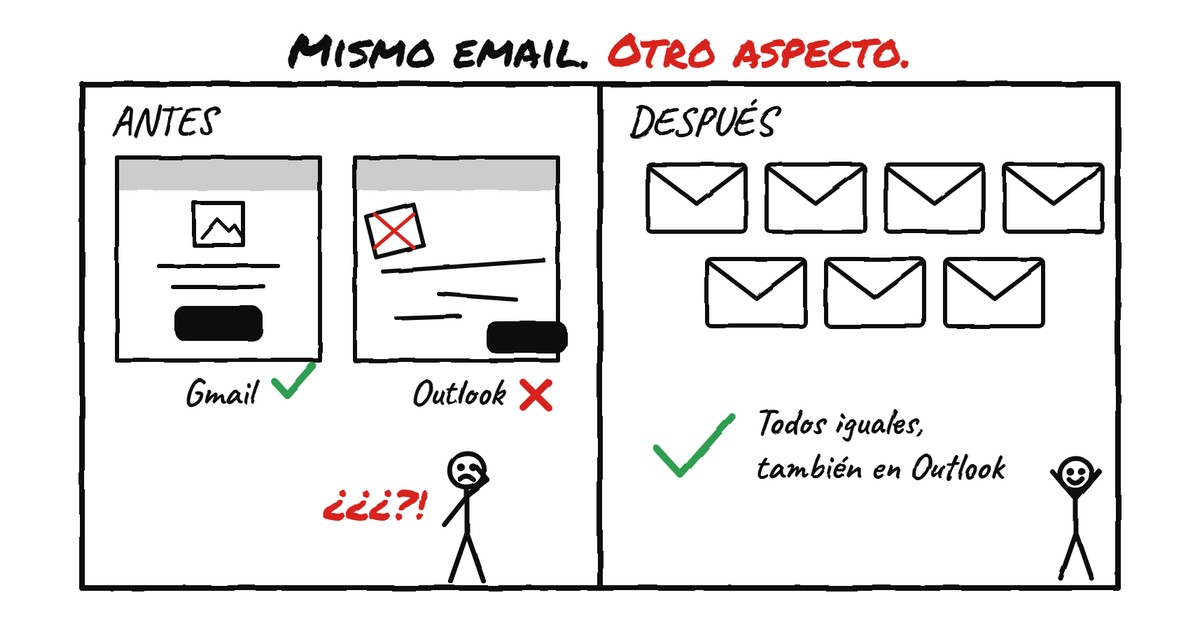 MISMO EMAIL. OTRO ASPECTO.
ANTES
Gmail
Outlook
¿¿¿?!
DESPUÉS
Todos iguales,
también en Outlook